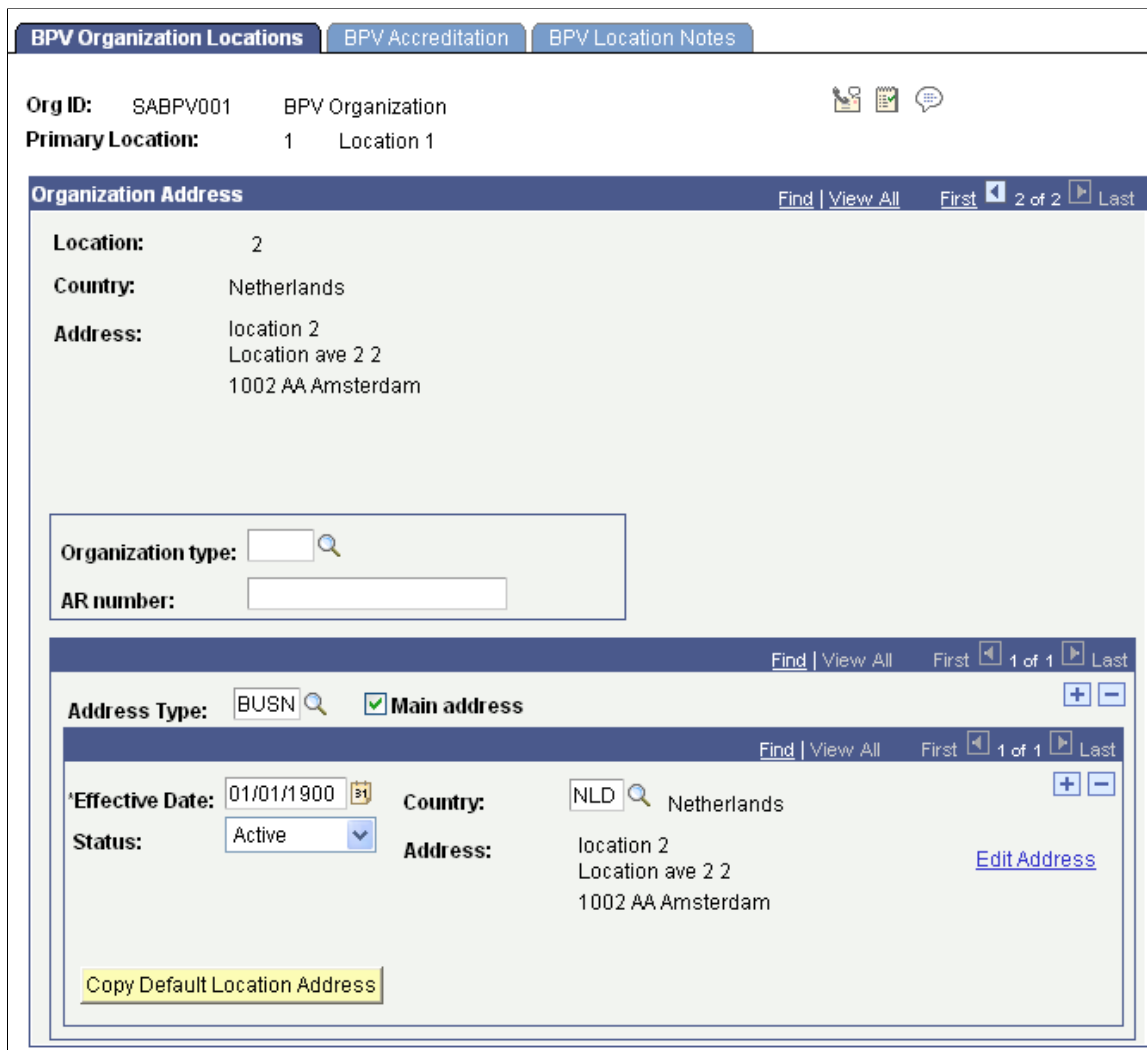 BPV Organization Locations BPV Accreditation BPV Location Notes
Org ID: SABPV001 BPV Organization
Primary Location: 1 Location 1
Organization Address Find | View All First 2 of 2 Last
Location: 2
Country: Netherlands
Address: location 2
Location ave 2 2
1002 AA Amsterdam
Organization type:
AR number:
Find | View All First 1 of 1 Last
Address Type: BUSN Main address
Find | View All First 1 of 1 Last
*Effective Date: 01/01/1900 31 Country: NLD Netherlands
Status: Active Address: location 2
Location ave 2 2 Edit Address
1002 AA Amsterdam
Copy Default Location Address